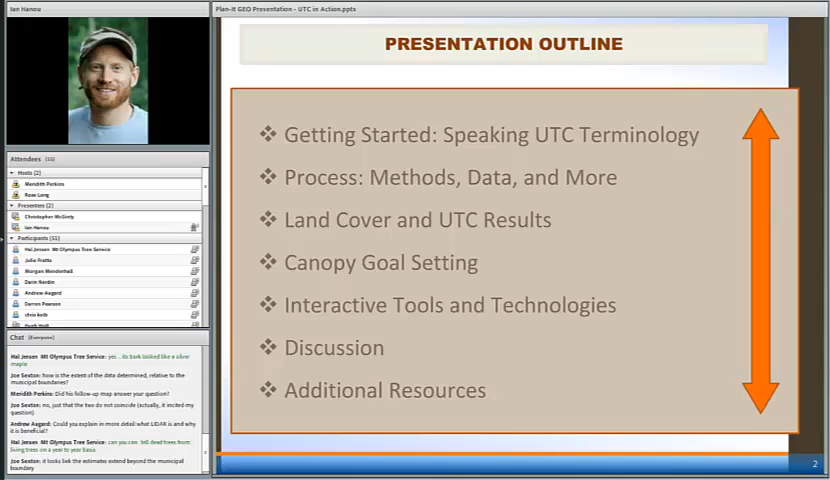 Ian Hanou
Plan-It GEO Presentation - UTC in Action.ppts
PRESENTATION OUTLINE
Getting Started: Speaking UTC Terminology
Process: Methods, Data, and More
Land Cover and UTC Results
Canopy Goal Setting
Interactive Tools and Technologies
Discussion
Additional Resources
2
Attendees
Hosts (2)
Meridith Perkins
Rose Long
Presenters (2)
Christopher McGinty
Ian Hanou
Participants (51)
Hal Jensen Mt Olympus Tree Service
Julie Fratto
Morgan Mendenhall
Darin Nordin
Andrew Aagard
Darren Pearson
chris kolb
Chat (Everyone)
Hal Jensen Mt Olympus Tree Service: yes ..its bark looked like a silver
maple
Joe Sexton: how is the extent of the data determined, relative to the
municipal boundaries?
Meridith Perkins: Did his follow-up map answer your question?
Joe Sexton: no, just that the two do not coincide (actually, it incited my
question)
Andrew Aagard: Could you explain in more detail what LIDAR is and why
it is beneficial?
Hal Jensen Mt Olympus Tree Service: can you can tell dead trees from
living trees on a year to year basis
Joe Sexton: it looks lik the estimates extend beyond the municipal
boundary